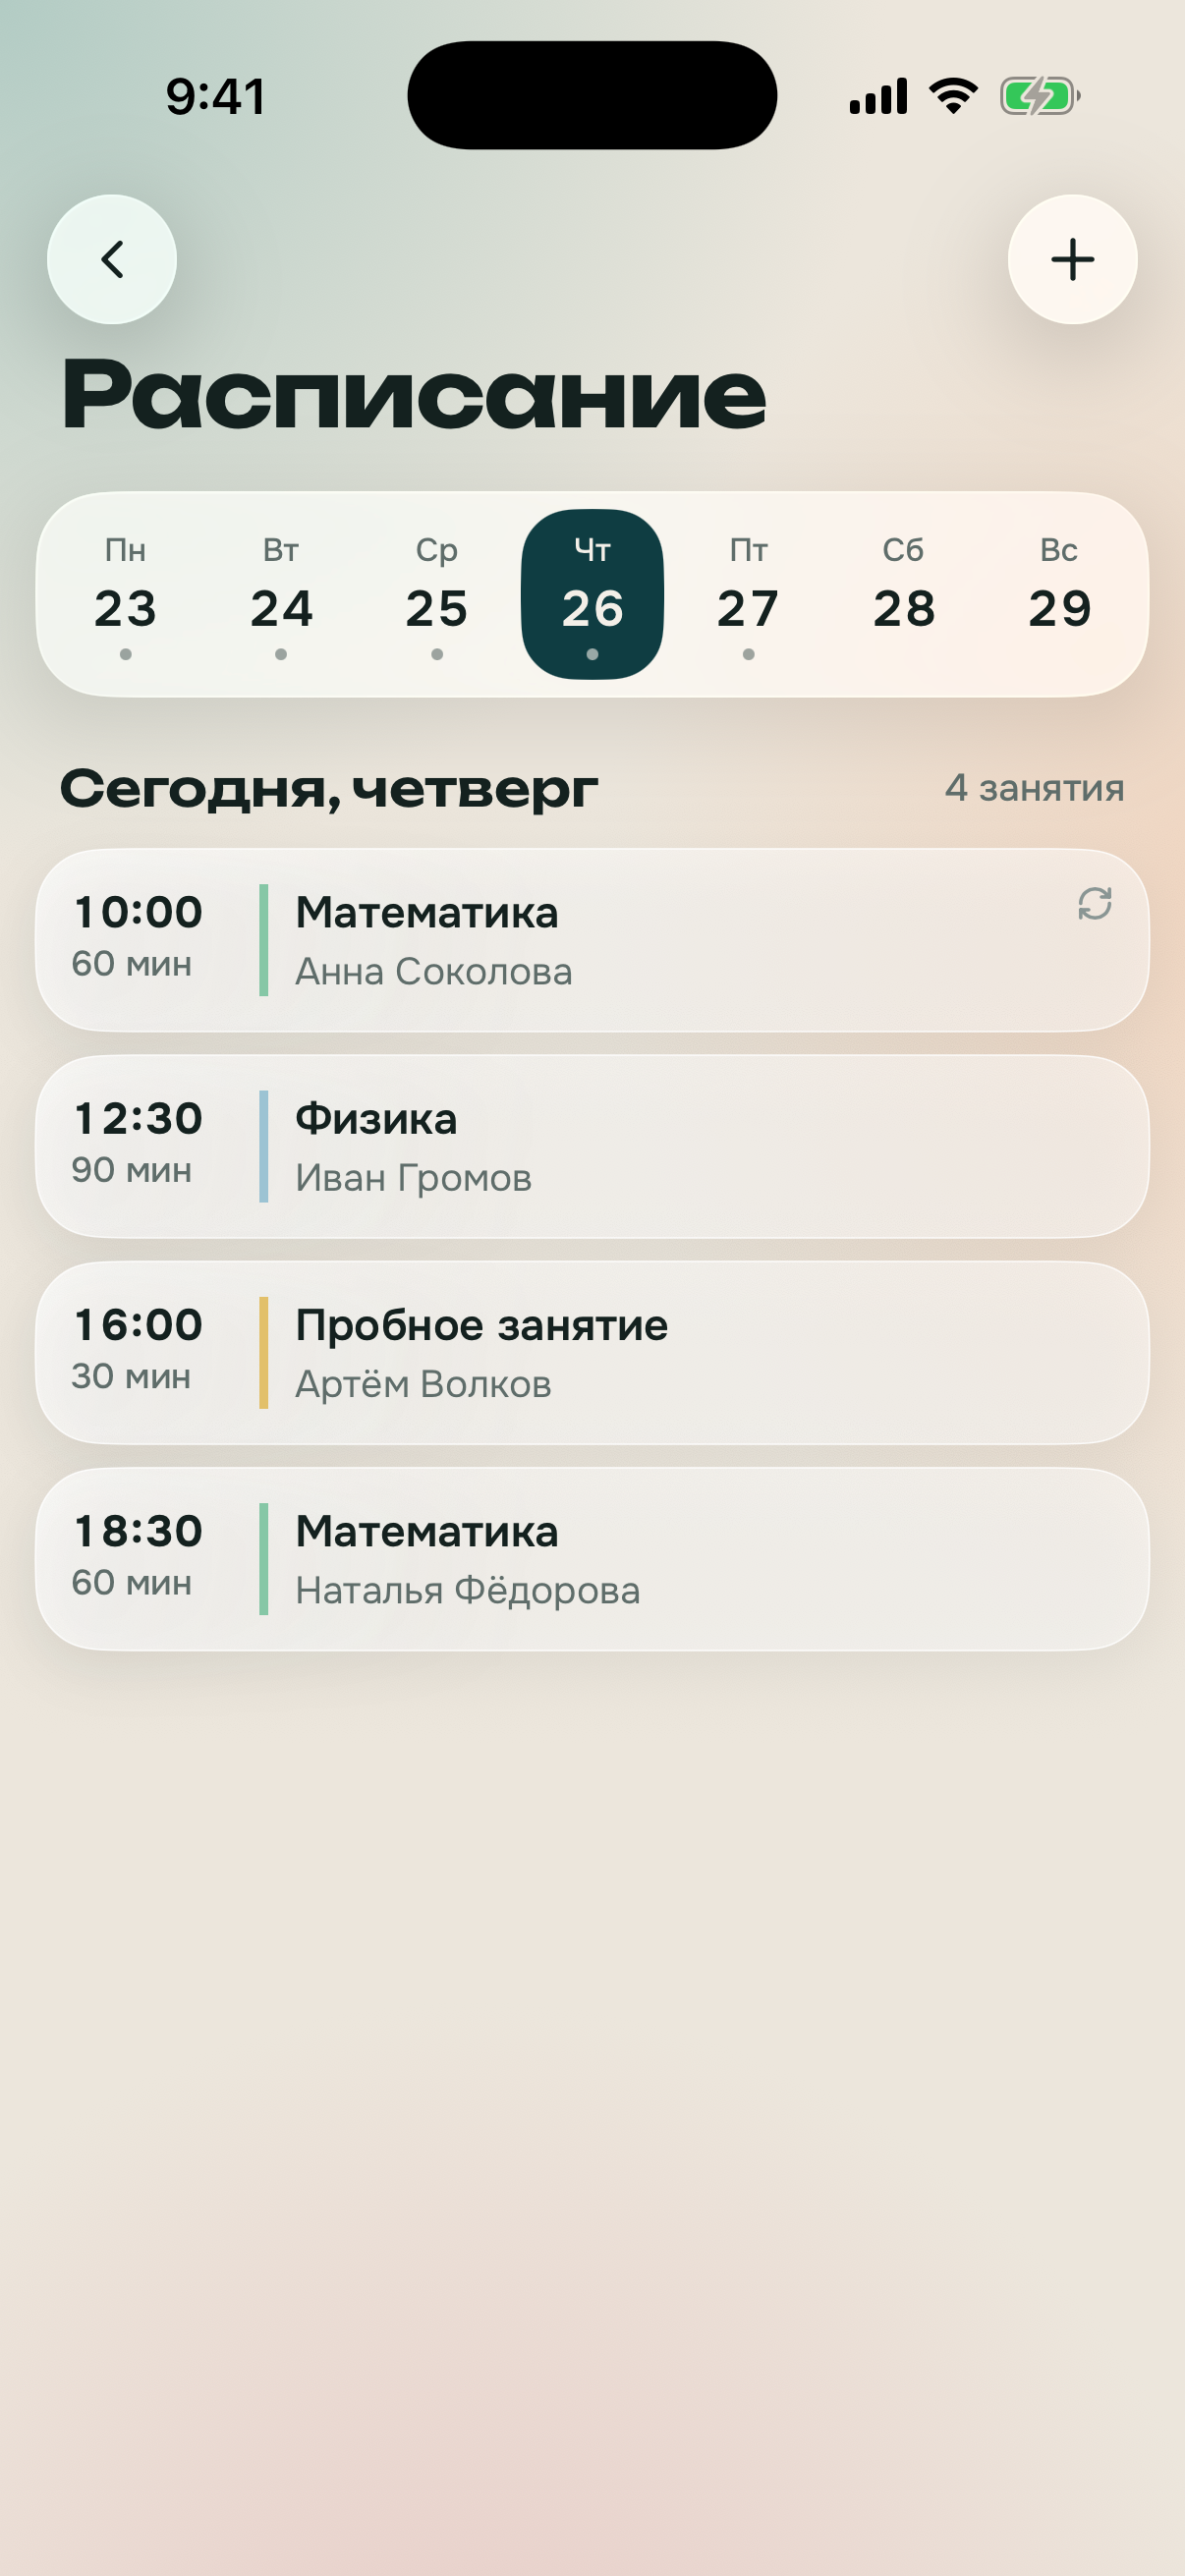 9:41
Расписание
Пн Вт Ср Чт Пт Сб Вс
23 24 25 26 27 28 29
Сегодня, четверг 4 занятия
10:00 Математика
60 мин Анна Соколова
12:30 Физика
90 мин Иван Громов
16:00 Пробное занятие
30 мин Артём Волков
18:30 Математика
60 мин Наталья Фёдорова